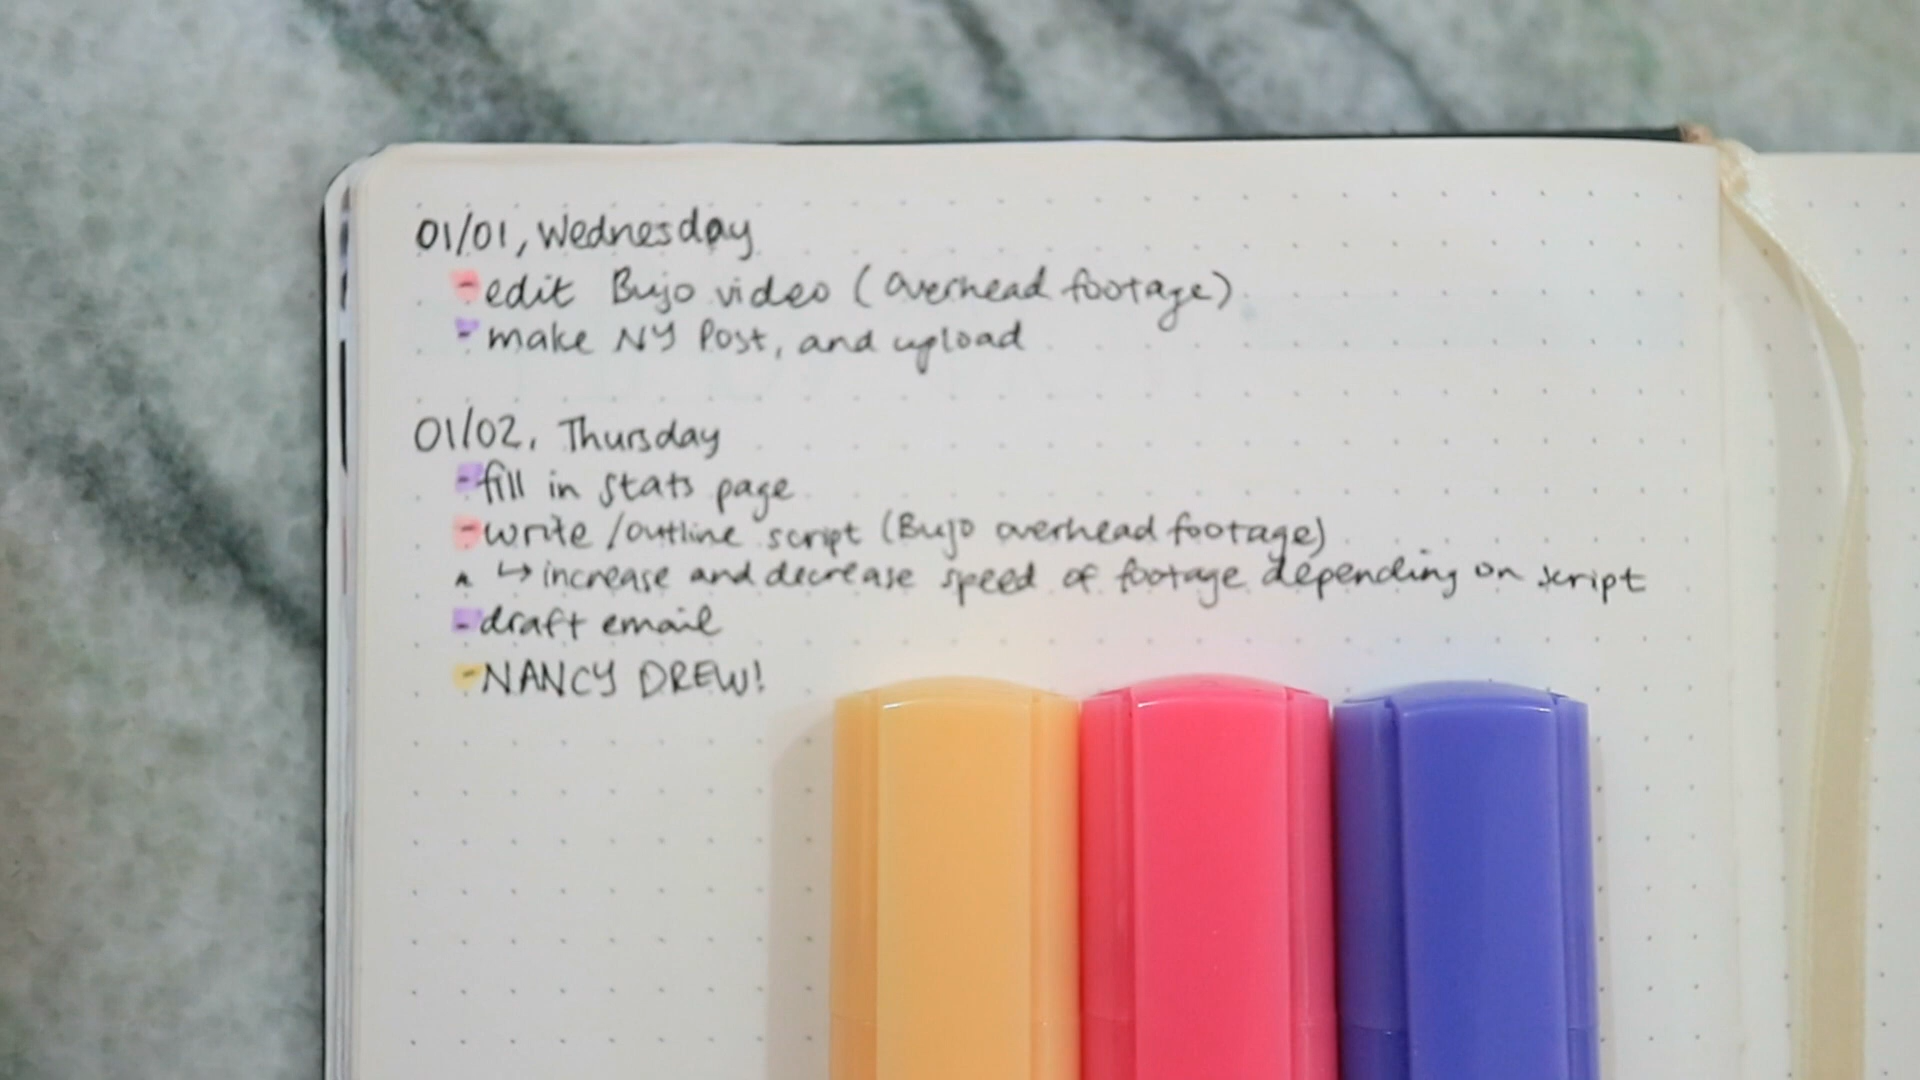 01/01, Wednesday
- edit Bujo video (overhead footage)
- make NY Post, and upload
01/02, Thursday
- fill in stats page
- write/outline script (Bujo overhead footage)
^ ↳ increase and decrease speed of footage depending on script
- draft email
- NANCY DREW!